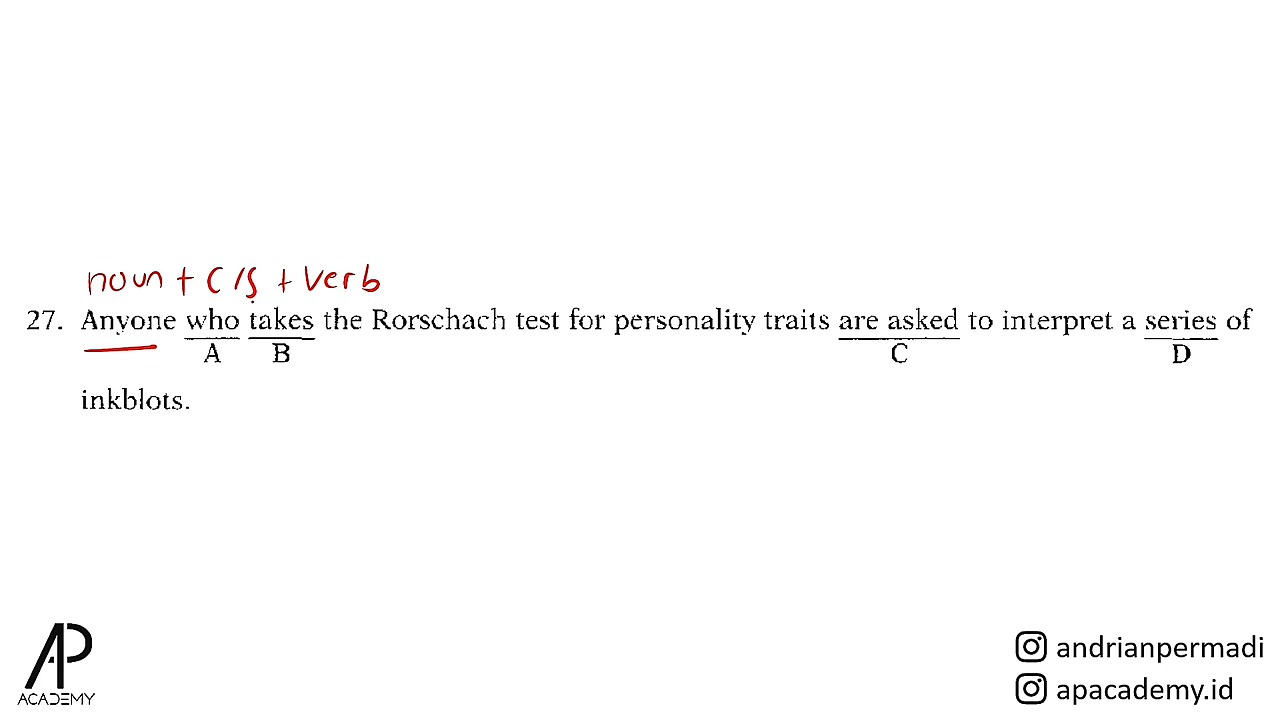 noun + C/S + Verb
27. Anyone who takes the Rorschach test for personality traits are asked to interpret a series of
A B C D
inkblots.
AP
ACADEMY
andrianpermadi
apacademy.id